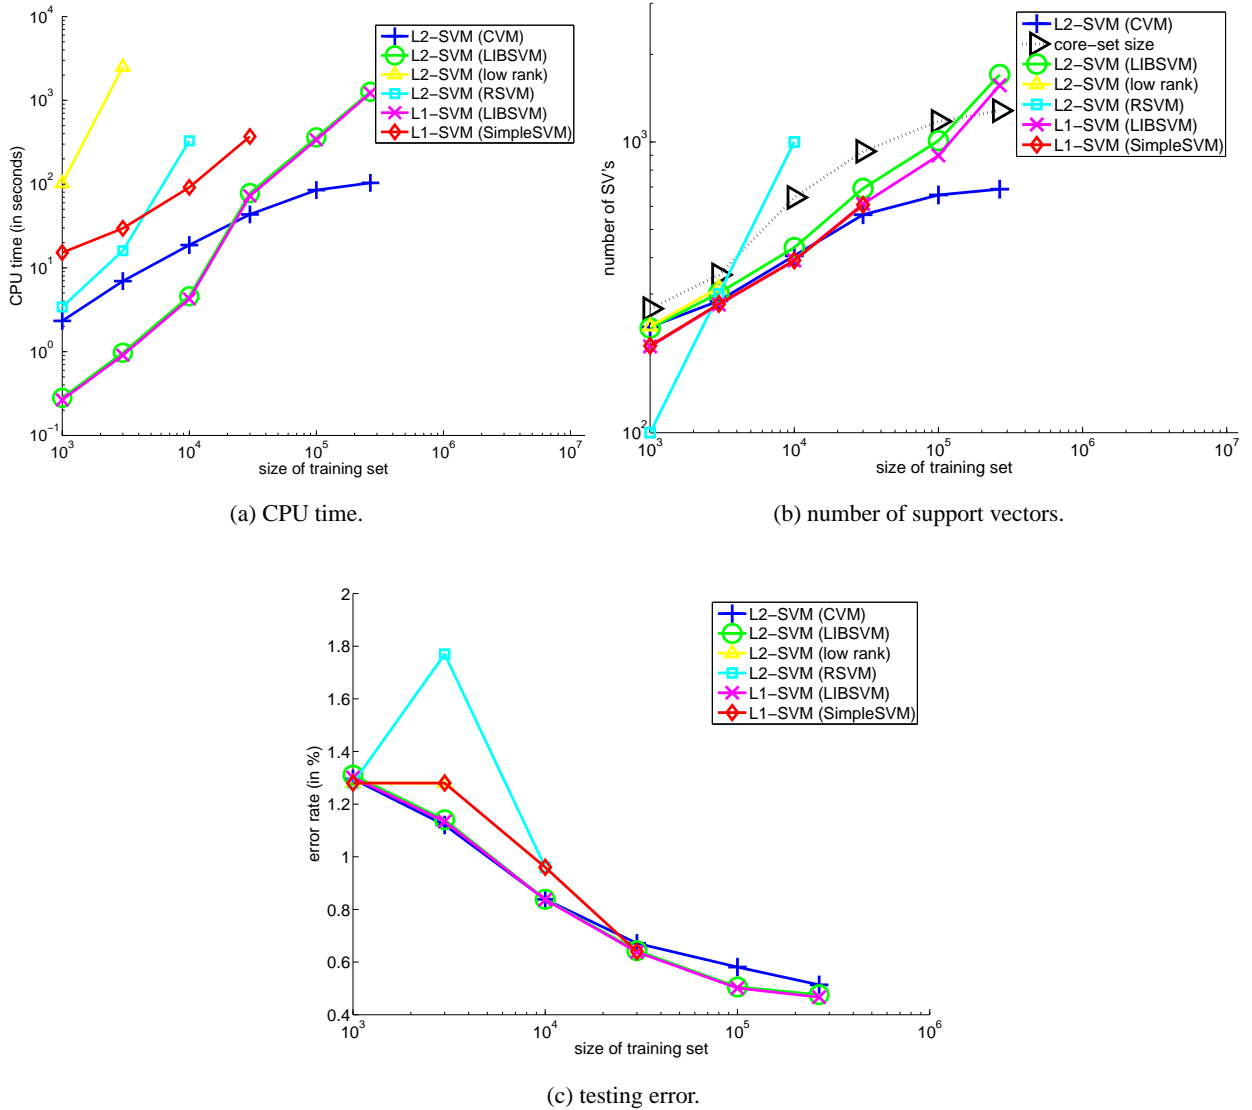 10^4
10^3
10^2
10^1
10^0
10^−1
CPU time (in seconds)
L2−SVM (CVM)
L2−SVM (LIBSVM)
L2−SVM (low rank)
L2−SVM (RSVM)
L1−SVM (LIBSVM)
L1−SVM (SimpleSVM)
10^3 10^4 10^5 10^6 10^7
size of training set
(a) CPU time.
10^3
10^2
number of SV's
L2−SVM (CVM)
core−set size
L2−SVM (LIBSVM)
L2−SVM (low rank)
L2−SVM (RSVM)
L1−SVM (LIBSVM)
L1−SVM (SimpleSVM)
10^3 10^4 10^5 10^6 10^7
size of training set
(b) number of support vectors.
2
1.8
1.6
1.4
1.2
1
0.8
0.6
0.4
error rate (in %)
L2−SVM (CVM)
L2−SVM (LIBSVM)
L2−SVM (low rank)
L2−SVM (RSVM)
L1−SVM (LIBSVM)
L1−SVM (SimpleSVM)
10^3 10^4 10^5 10^6
size of training set
(c) testing error.